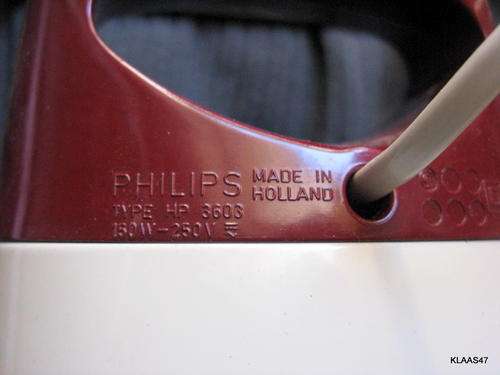 PHILIPS
MADE IN
HOLLAND
TYPE HP 3603
150W-250V
KLAAS47